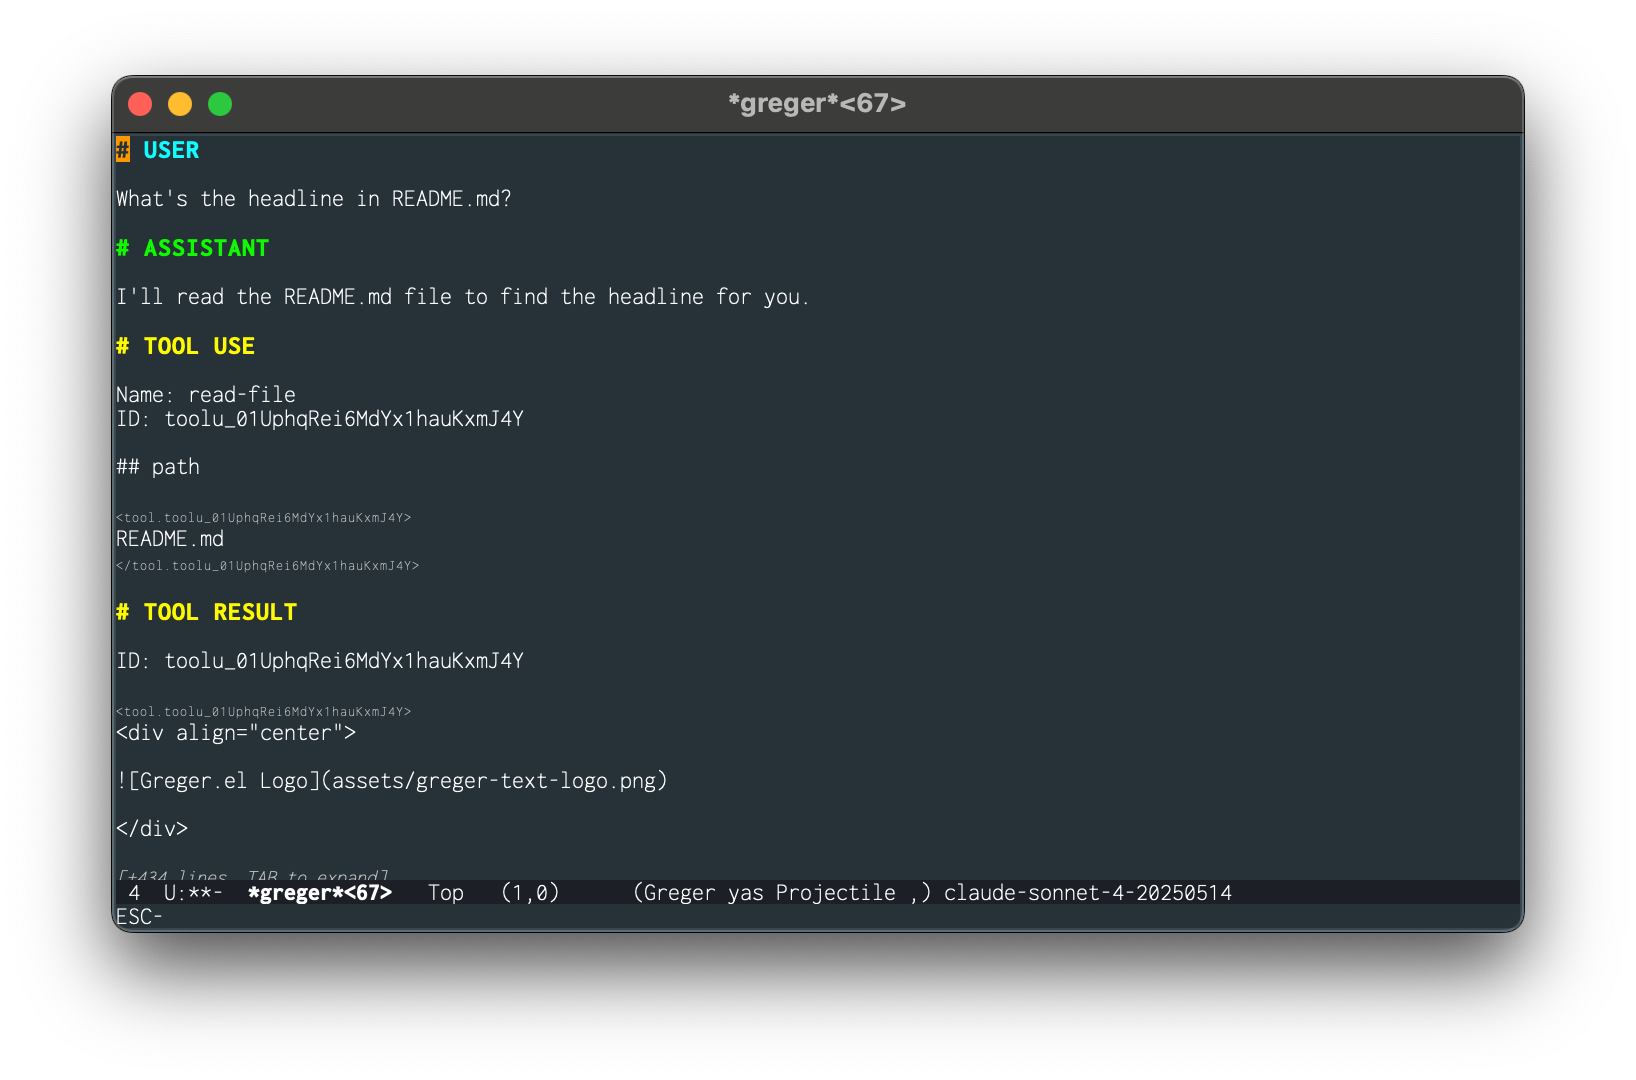 *greger*<67>
# USER
What's the headline in README.md?
# ASSISTANT
I'll read the README.md file to find the headline for you.
# TOOL USE
Name: read-file
ID: toolu_01UphqRei6MdYx1hauKxmJ4Y
## path
<tool.toolu_01UphqRei6MdYx1hauKxmJ4Y>
README.md
</tool.toolu_01UphqRei6MdYx1hauKxmJ4Y>
# TOOL RESULT
ID: toolu_01UphqRei6MdYx1hauKxmJ4Y
<tool.toolu_01UphqRei6MdYx1hauKxmJ4Y>
<div align="center">
![Greger.el Logo](assets/greger-text-logo.png)
</div>
[+434 lines, TAB to expand]
4 U:**- *greger*<67> Top (1,0) (Greger yas Projectile ,) claude-sonnet-4-20250514
ESC-